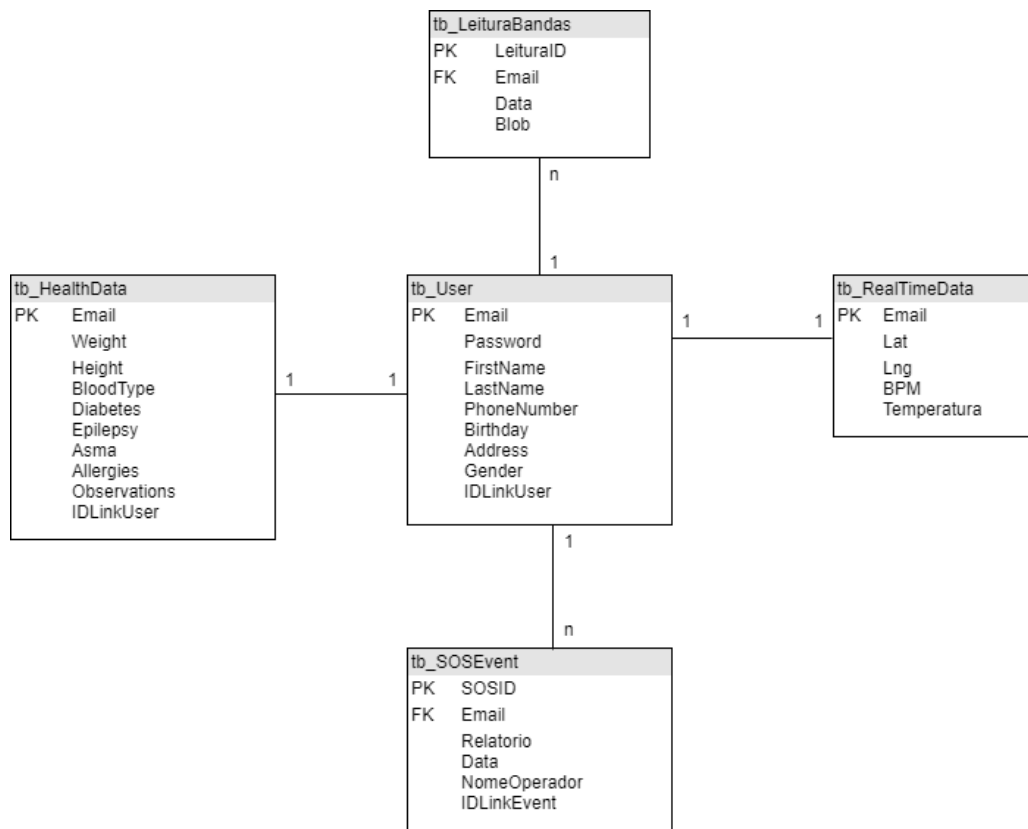 tb_LeituraBandas
PK LeituraID
FK Email
Data
Blob
n
1
tb_HealthData
PK Email
Weight
Height
BloodType
Diabetes
Epilepsy
Asma
Allergies
Observations
IDLinkUser
1
1
tb_User
PK Email
Password
FirstName
LastName
PhoneNumber
Birthday
Address
Gender
IDLinkUser
1
1
tb_RealTimeData
PK Email
Lat
Lng
BPM
Temperatura
1
n
tb_SOSEvent
PK SOSID
FK Email
Relatorio
Data
NomeOperador
IDLinkEvent